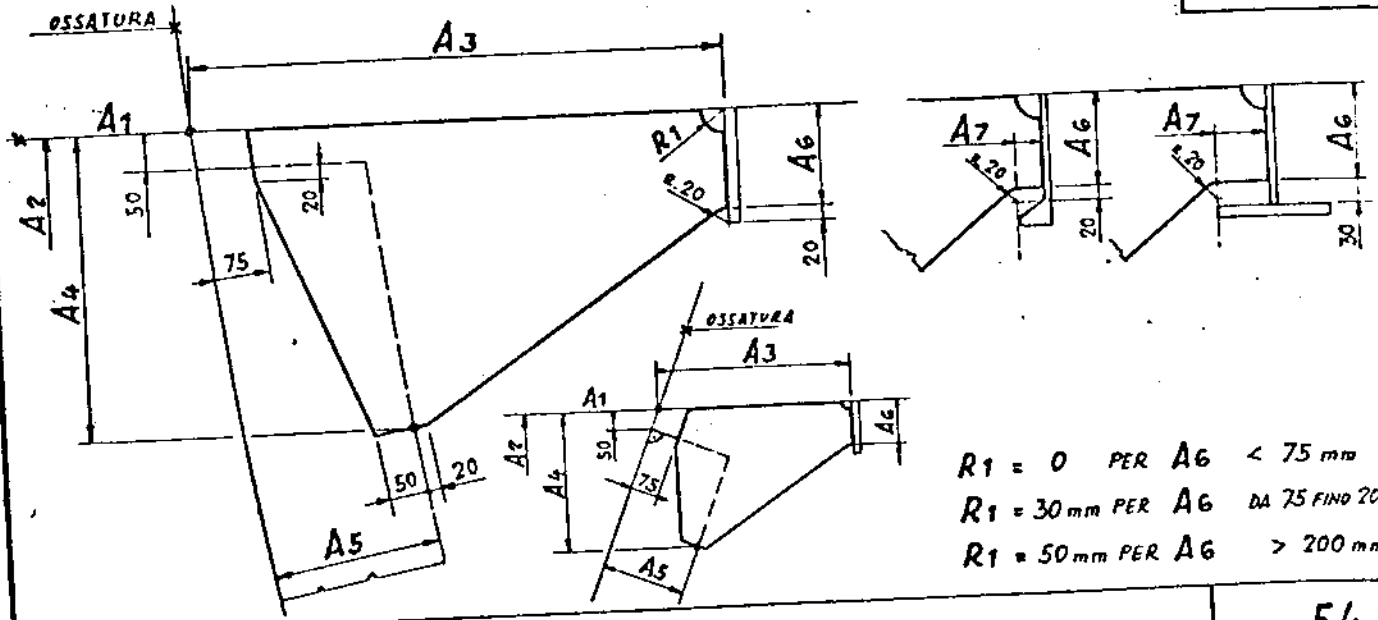 OSSATURA
A3
A1
50
A2
A4
75
20
R1
R.20
A6
20
50
20
A5
A7
A6
R.20
20
A7
A6
R.20
30
OSSATURA
A3
A1
A2
50
A4
75
A5
A6
R1 = 0 PER A6 < 75 mm
R1 = 30 mm PER A6 DA 75 FINO 20
R1 = 50 mm PER A6 > 200 mm